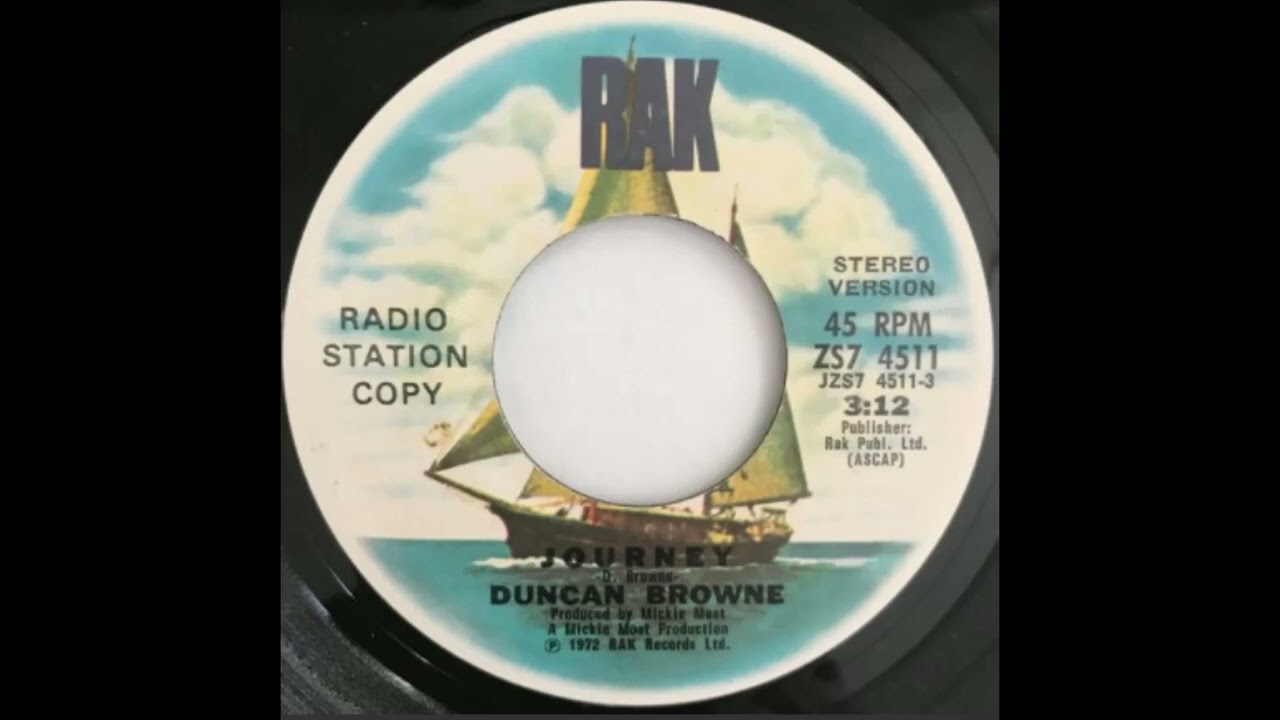 RAK
RADIO
STATION
COPY
STEREO
VERSION
45 RPM
ZS7 4511
JZS7 4511-3
3:12
Publisher:
Rak Publ. Ltd.
(ASCAP)
JOURNEY
-D. Browne-
DUNCAN BROWNE
Produced by Mickie Most
A Mickie Most Production
℗ 1972 RAK Records Ltd.